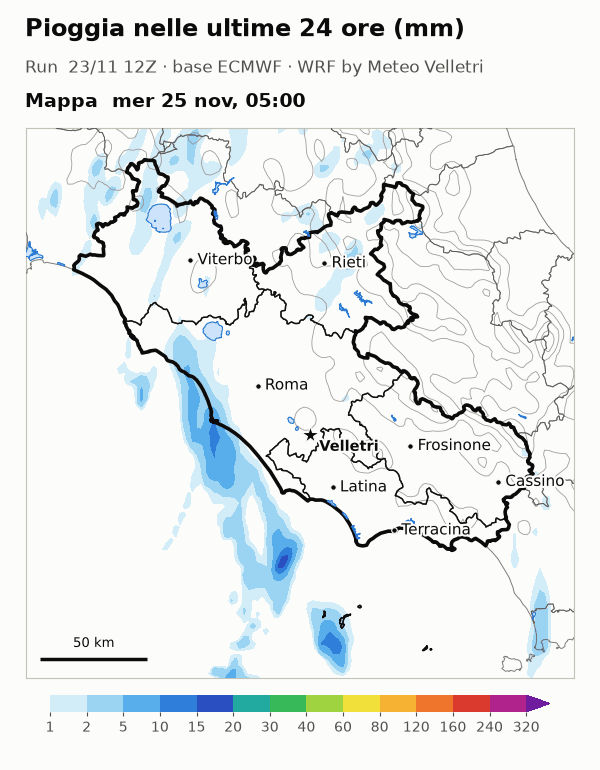 Pioggia nelle ultime 24 ore (mm)
Run  23/11 12Z · base ECMWF · WRF by Meteo Velletri
Mappa  mer 25 nov, 05:00
Viterbo
Rieti
Roma
Velletri
Frosinone
Cassino
Latina
Terracina
50 km
1 2 5 10 15 20 30 40 60 80 120 160 240 320